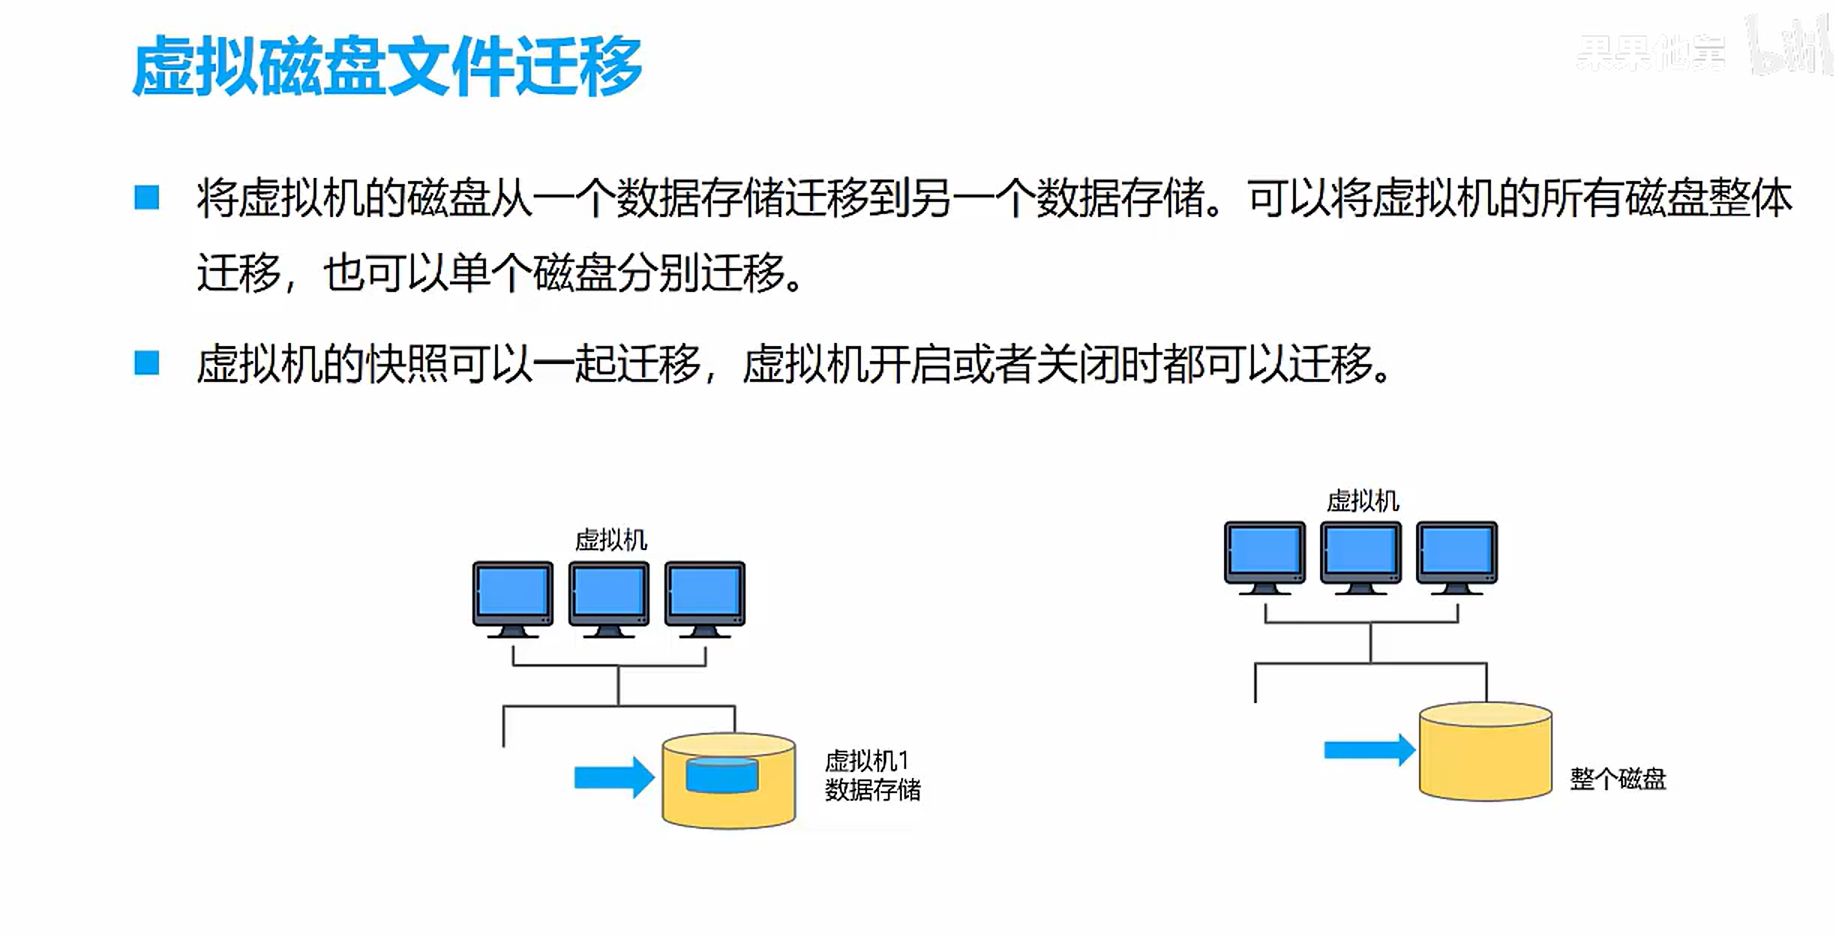 虚拟磁盘文件迁移
果果他舅 bilibili
将虚拟机的磁盘从一个数据存储迁移到另一个数据存储。可以将虚拟机的所有磁盘整体
迁移，也可以单个磁盘分别迁移。
虚拟机的快照可以一起迁移，虚拟机开启或者关闭时都可以迁移。
虚拟机
虚拟机1
数据存储
虚拟机
整个磁盘